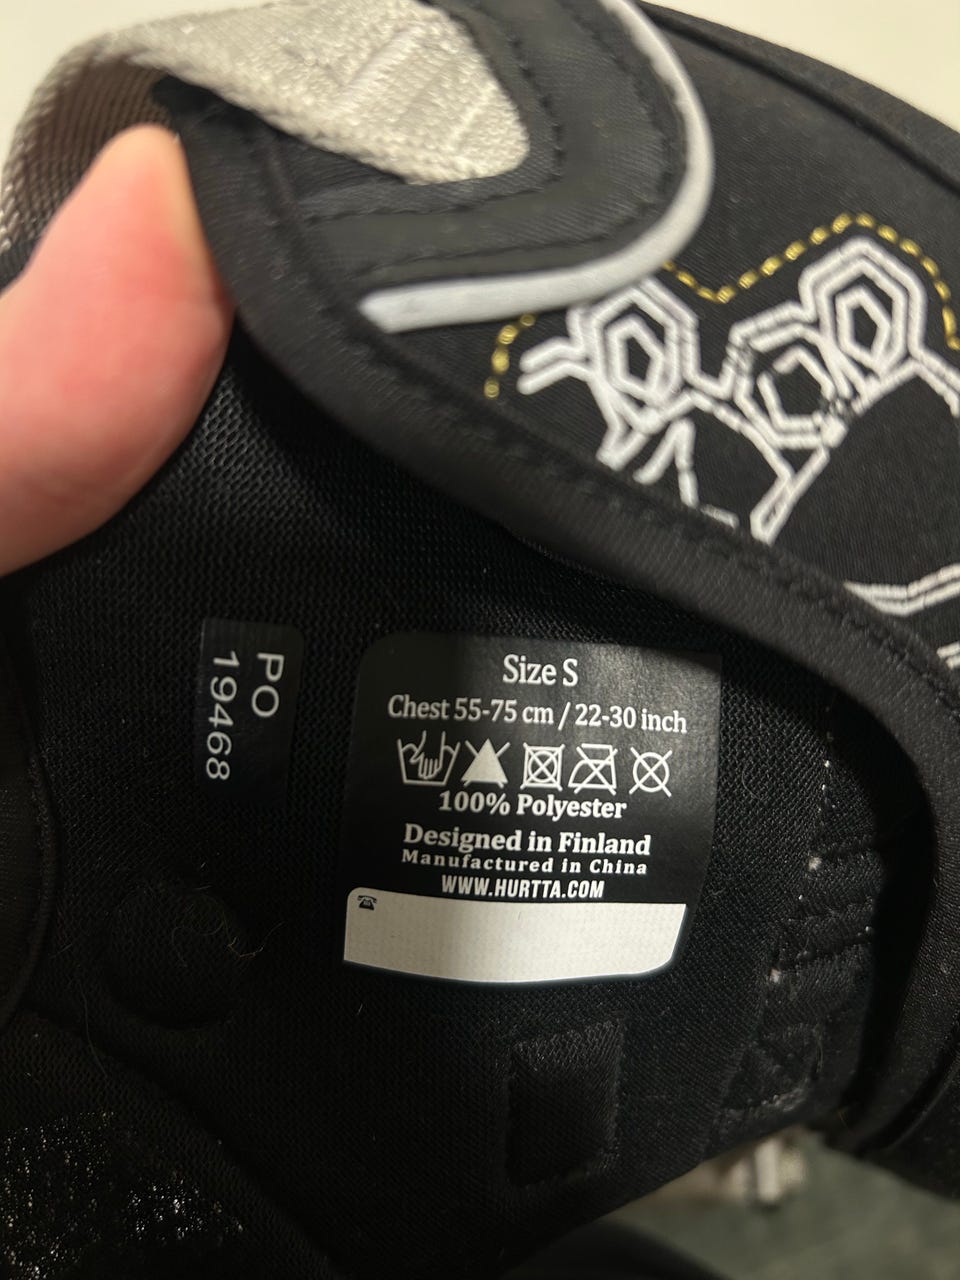 PO
19468
Size S
Chest 55-75 cm / 22-30 inch
100% Polyester
Designed in Finland
Manufactured in China
WWW.HURTTA.COM